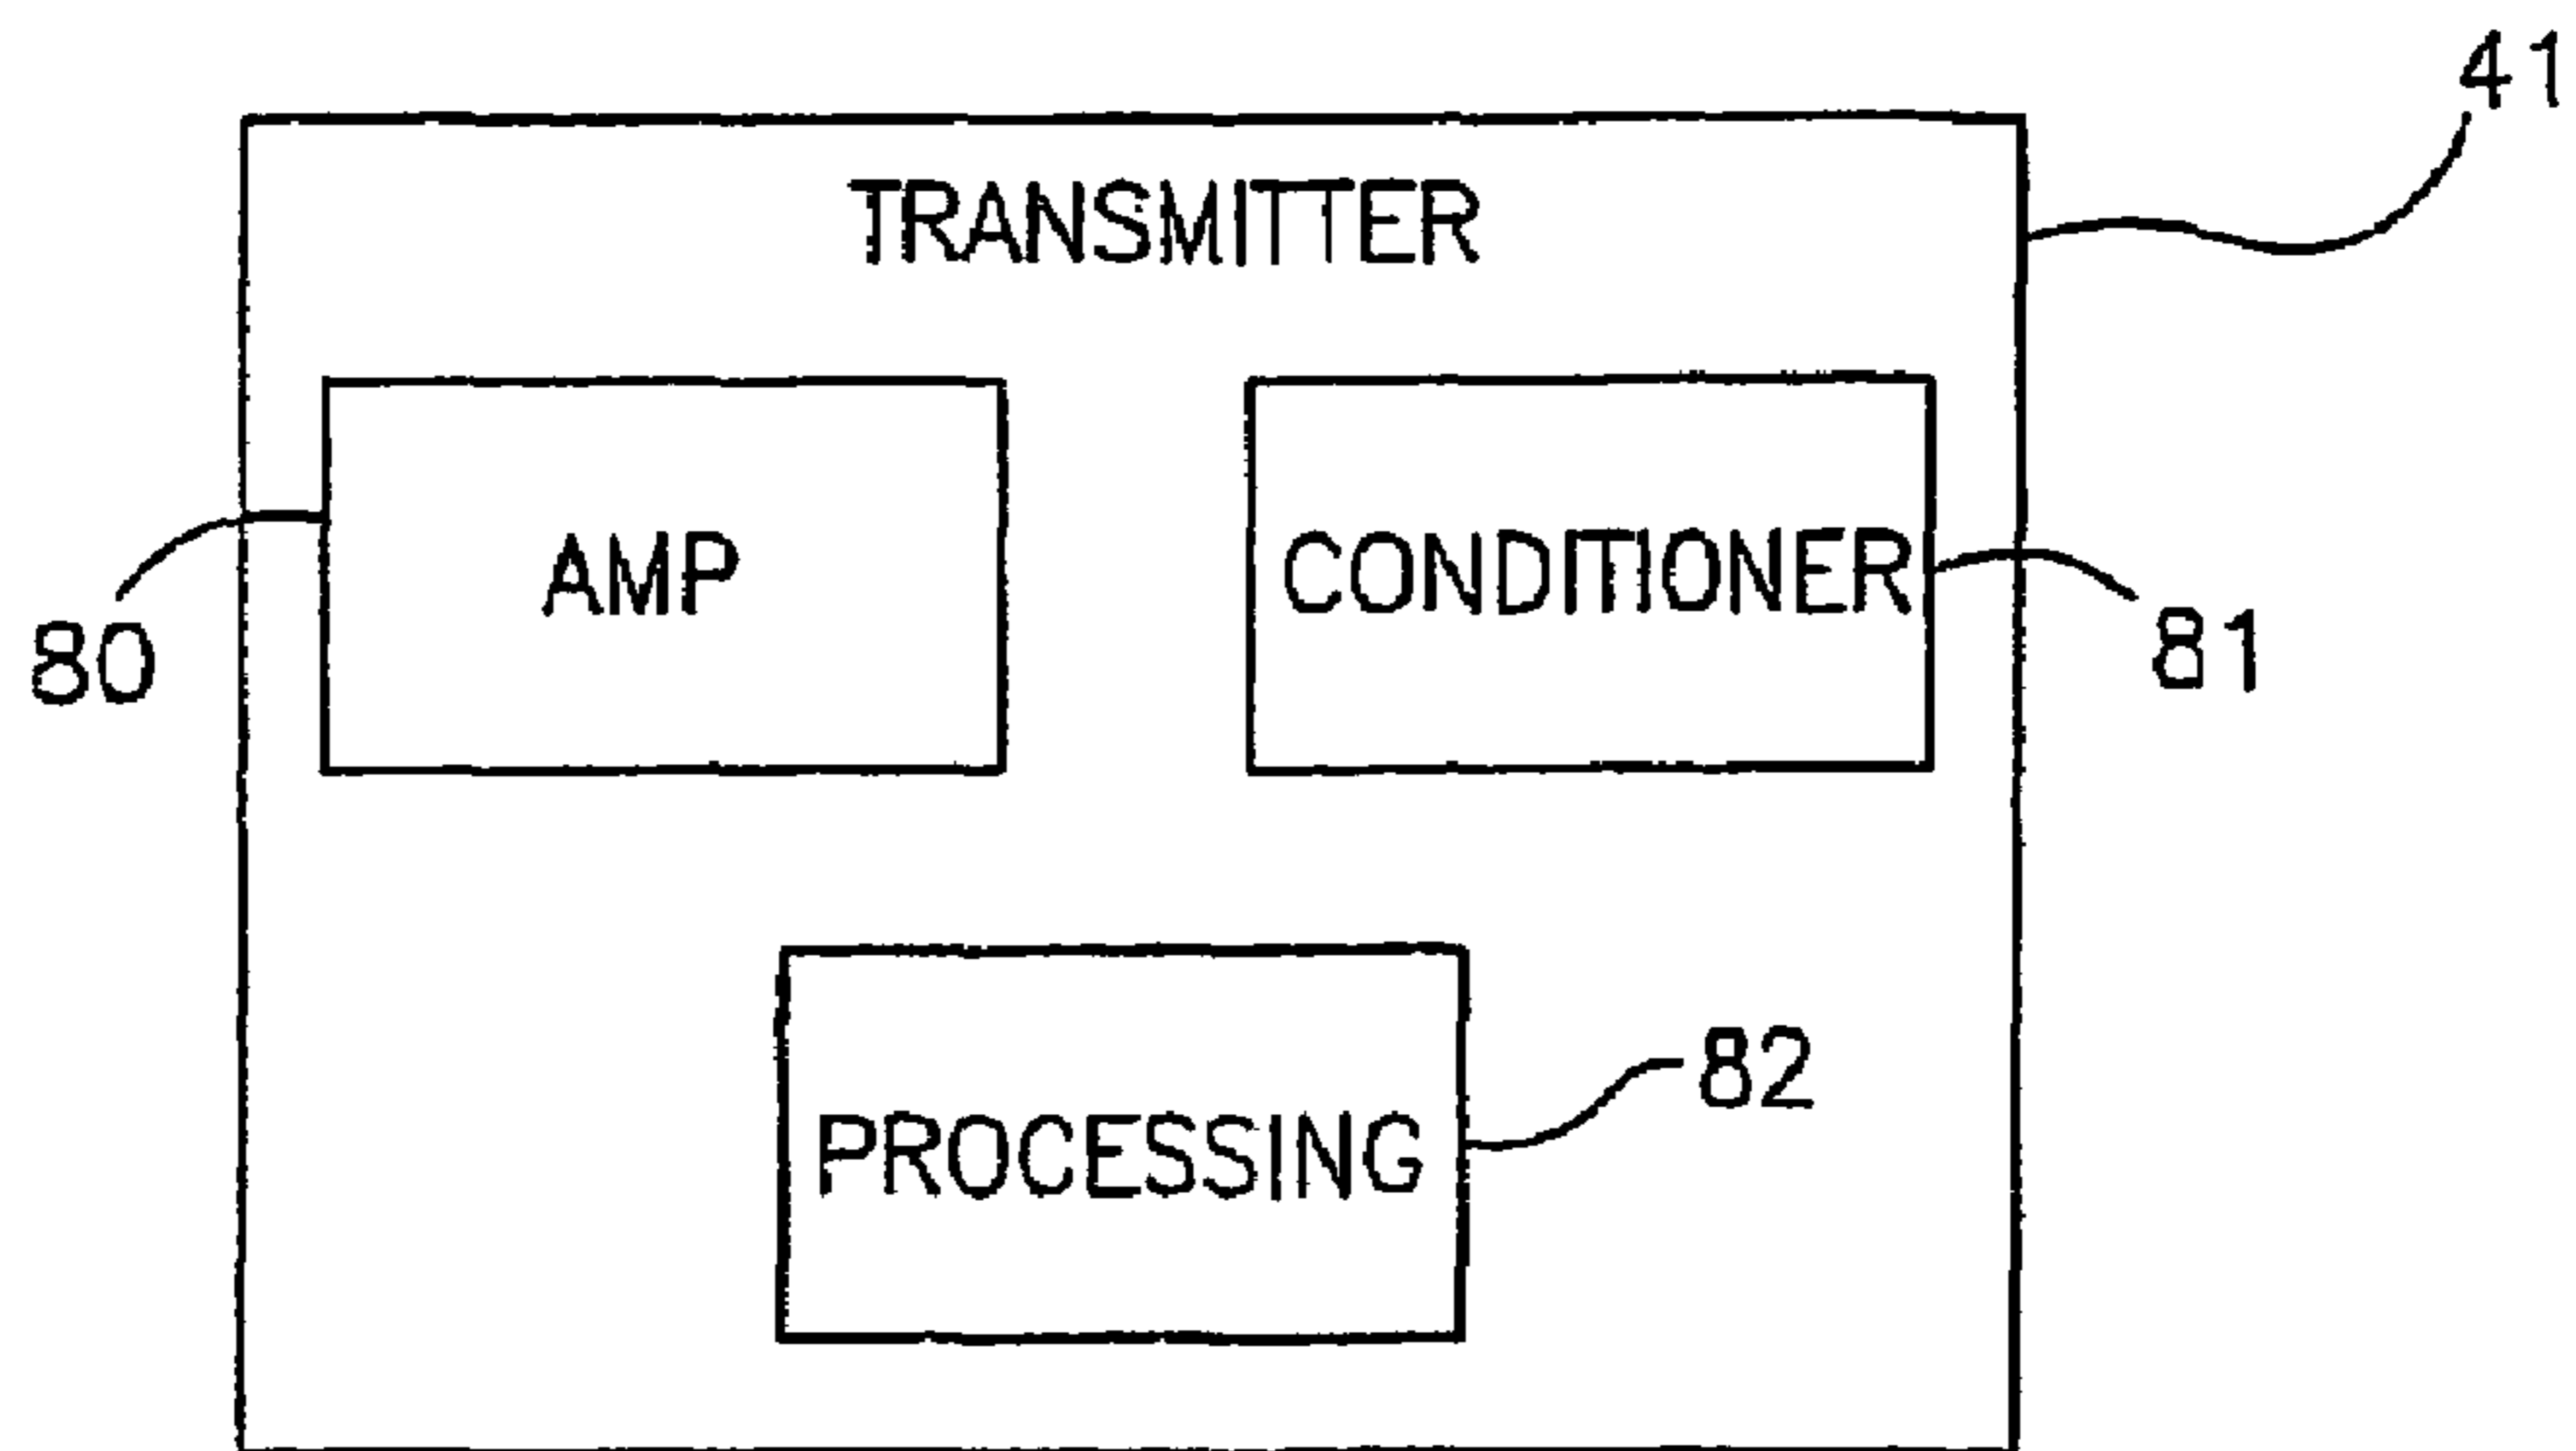 41
TRANSMITTER
AMP
CONDITIONER
80
81
82
PROCESSING